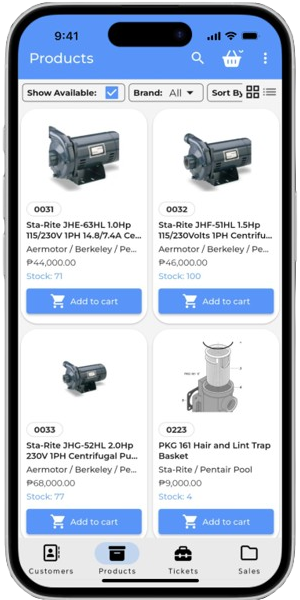 9:41
Products
Show Available:
Brand: All
Sort By
0031
Sta-Rite JHE-63HL 1.0Hp
115/230V 1PH 14.8/7.4A Ce...
Aermotor / Berkeley / Pe...
₱44,000.00
Stock: 71
Add to cart
0032
Sta-Rite JHF-51HL 1.5Hp
115/230Volts 1PH Centrifu...
Aermotor / Berkeley / Pe...
₱46,000.00
Stock: 100
Add to cart
0033
Sta-Rite JHG-52HL 2.0Hp
230V 1PH Centrifugal Pu...
Aermotor / Berkeley / Pe...
₱68,000.00
Stock: 77
Add to cart
0223
PKG 161 Hair and Lint Trap
Basket
Sta-Rite / Pentair Pool
₱9,000.00
Stock: 4
Add to cart
Customers
Products
Tickets
Sales